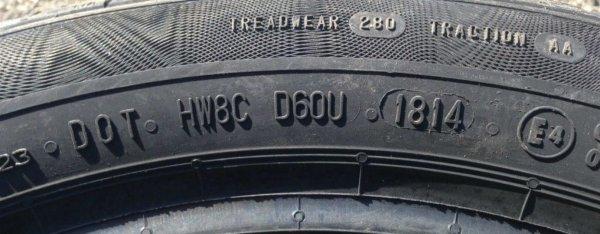 TREADWEAR 280 TRACTION AA
DOT HW8C D60U 1814 E4
23